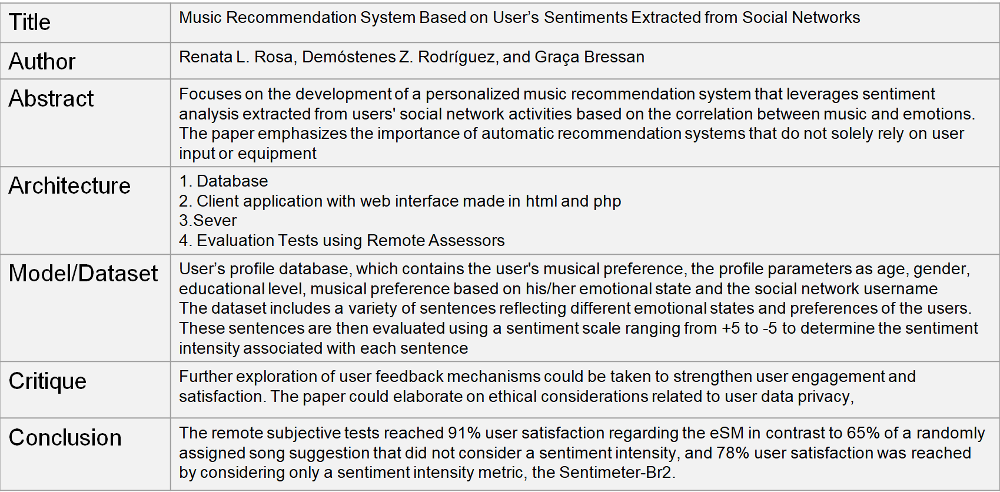 Title
Music Recommendation System Based on User’s Sentiments Extracted from Social Networks
Author
Renata L. Rosa, Demóstenes Z. Rodríguez, and Graça Bressan
Abstract
Focuses on the development of a personalized music recommendation system that leverages sentiment
analysis extracted from users' social network activities based on the correlation between music and emotions.
The paper emphasizes the importance of automatic recommendation systems that do not solely rely on user
input or equipment
Architecture
1. Database
2. Client application with web interface made in html and php
3.Sever
4. Evaluation Tests using Remote Assessors
Model/Dataset
User’s profile database, which contains the user's musical preference, the profile parameters as age, gender,
educational level, musical preference based on his/her emotional state and the social network username
The dataset includes a variety of sentences reflecting different emotional states and preferences of the users.
These sentences are then evaluated using a sentiment scale ranging from +5 to -5 to determine the sentiment
intensity associated with each sentence
Critique
Further exploration of user feedback mechanisms could be taken to strengthen user engagement and
satisfaction. The paper could elaborate on ethical considerations related to user data privacy,
Conclusion
The remote subjective tests reached 91% user satisfaction regarding the eSM in contrast to 65% of a randomly
assigned song suggestion that did not consider a sentiment intensity, and 78% user satisfaction was reached
by considering only a sentiment intensity metric, the Sentimeter-Br2.